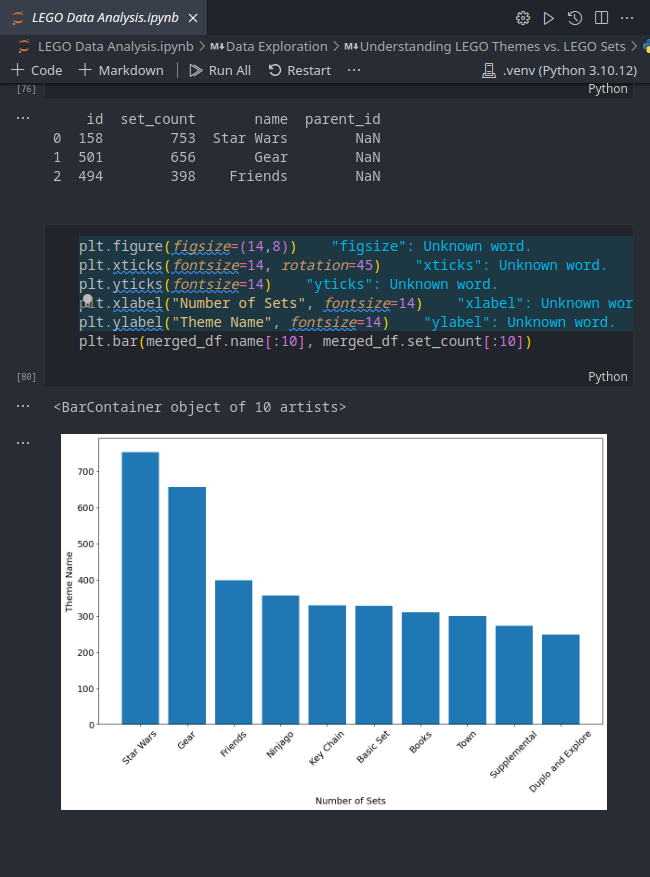 LEGO Data Analysis.ipynb
LEGO Data Analysis.ipynb > M↓Data Exploration > M↓Understanding LEGO Themes vs. LEGO Sets >
+ Code + Markdown | Run All Restart ...
.venv (Python 3.10.12)
[76] Python
id set_count name parent_id
0 158 753 Star Wars NaN
1 501 656 Gear NaN
2 494 398 Friends NaN
plt.figure(figsize=(14,8)) "figsize": Unknown word.
plt.xticks(fontsize=14, rotation=45) "xticks": Unknown word.
plt.yticks(fontsize=14) "yticks": Unknown word.
plt.xlabel("Number of Sets", fontsize=14) "xlabel": Unknown wor
plt.ylabel("Theme Name", fontsize=14) "ylabel": Unknown word.
plt.bar(merged_df.name[:10], merged_df.set_count[:10])
[80] Python
<BarContainer object of 10 artists>
700
600
500
400
300
200
100
0
Theme Name
Star Wars
Gear
Friends
Ninjago
Key Chain
Basic Set
Books
Town
Supplemental
Duplo and Explore
Number of Sets